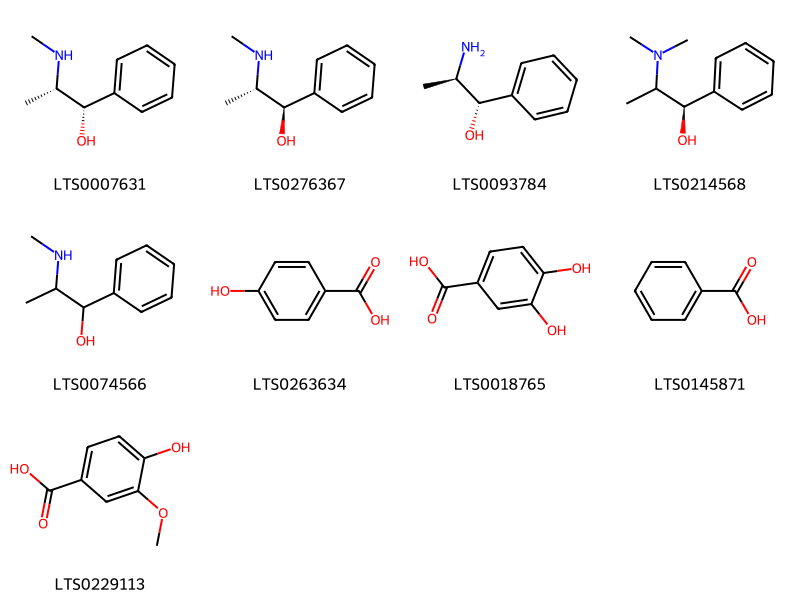 NH NH NH₂ N
OH OH OH OH
LTS0007631 LTS0276367 LTS0093784 LTS0214568
NH HO O HO OH O
OH OH O OH OH
LTS0074566 LTS0263634 LTS0018765 LTS0145871
OH
HO
O O
LTS0229113